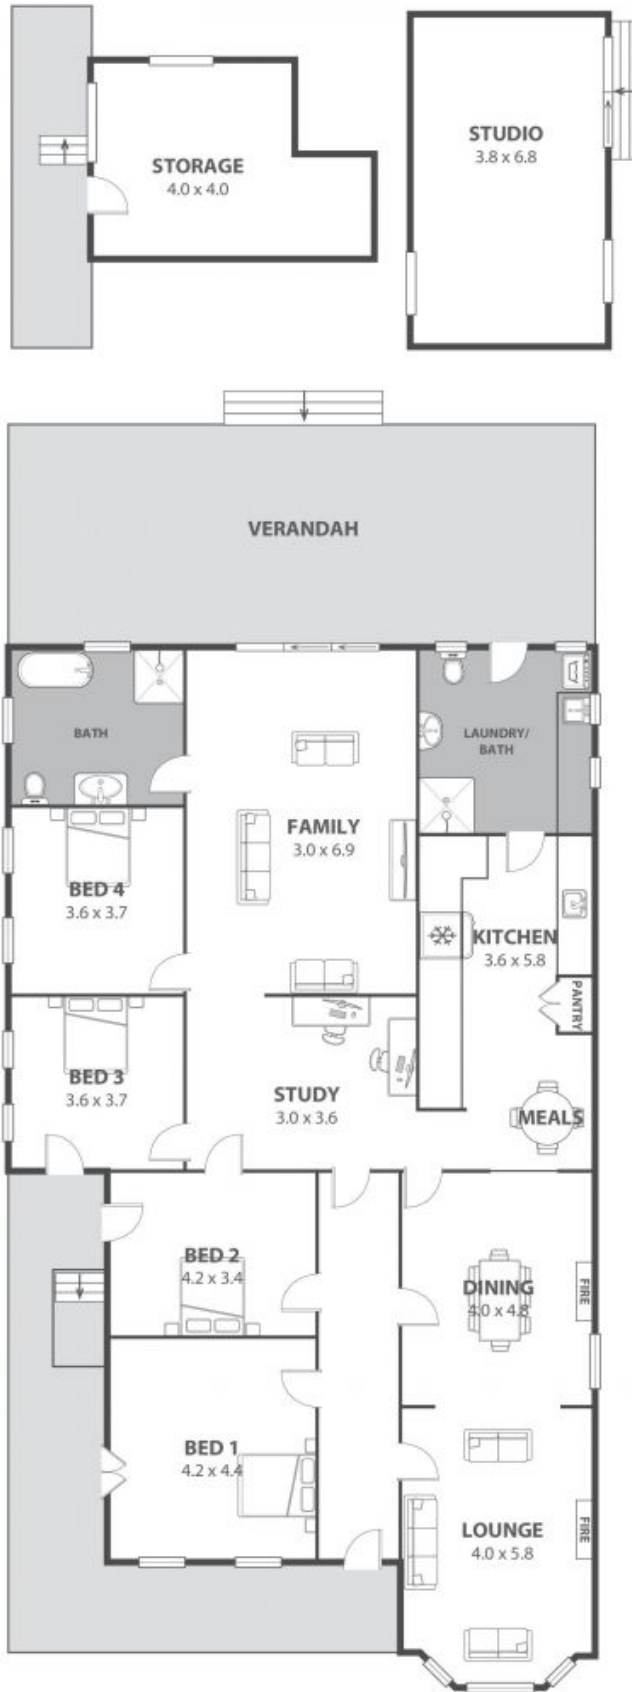 STORAGE
4.0 x 4.0
STUDIO
3.8 x 6.8
VERANDAH
BATH
LAUNDRY/
BATH
FAMILY
3.0 x 6.9
BED 4
3.6 x 3.7
KITCHEN
3.6 x 5.8
PANTRY
BED 3
3.6 x 3.7
STUDY
3.0 x 3.6
MEALS
BED 2
4.2 x 3.4
DINING
4.0 x 4.8
FIRE
BED 1
4.2 x 4.4
LOUNGE
4.0 x 5.8
FIRE